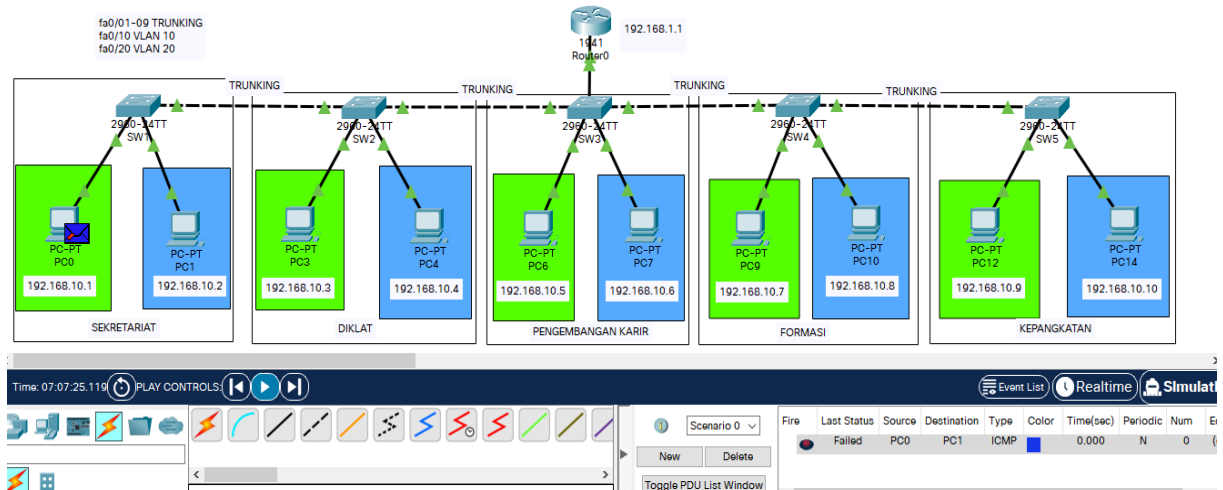 fa0/01-09 TRUNKING
fa0/10 VLAN 10
fa0/20 VLAN 20
1941
Router0
192.168.1.1
TRUNKING
TRUNKING
TRUNKING
TRUNKING
2960-24TT
SW1
2960-24TT
SW2
2960-24TT
SW3
2960-24TT
SW4
2960-24TT
SW5
PC-PT
PC0
192.168.10.1
PC-PT
PC1
192.168.10.2
SEKRETARIAT
PC-PT
PC3
192.168.10.3
PC-PT
PC4
192.168.10.4
DIKLAT
PC-PT
PC6
192.168.10.5
PC-PT
PC7
192.168.10.6
PENGEMBANGAN KARIR
PC-PT
PC9
192.168.10.7
PC-PT
PC10
192.168.10.8
FORMASI
PC-PT
PC12
192.168.10.9
PC-PT
PC14
192.168.10.10
KEPANGKATAN
Time: 07:07:25.119 PLAY CONTROLS:
Event List Realtime
Scenario 0
New Delete
Toggle PDU List Window
Fire Last Status Source Destination Type Color Time(sec) Periodic Num
Failed PC0 PC1 ICMP 0.000 N 0